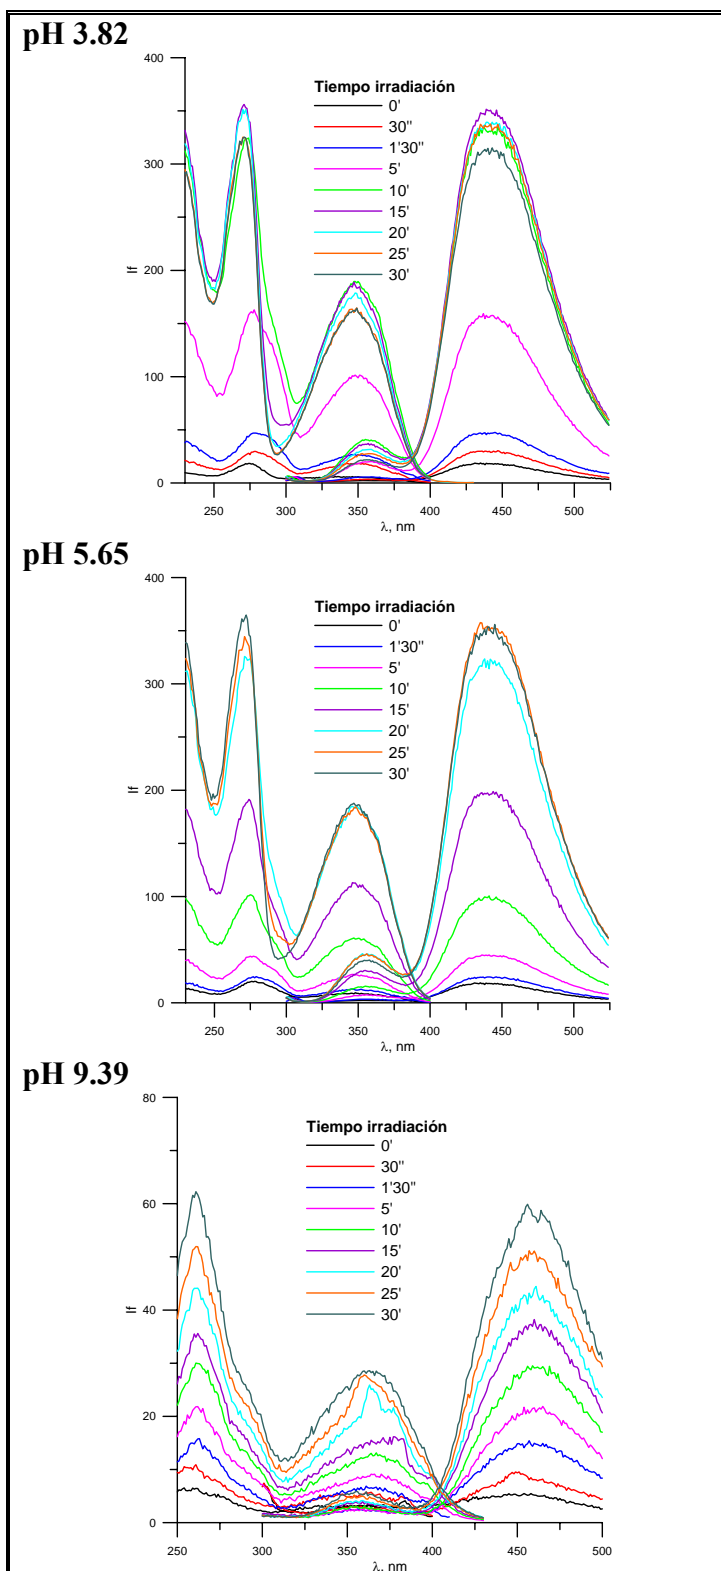 pH 3.82
400
300
200
100
0
If
Tiempo irradiación
0'
30"
1'30"
5'
10'
15'
20'
25'
30'
250 300 350 400 450 500
λ, nm
pH 5.65
400
300
200
100
0
If
Tiempo irradiación
0'
1'30"
5'
10'
15'
20'
25'
30'
250 300 350 400 450 500
λ, nm
pH 9.39
80
60
40
20
0
If
Tiempo irradiación
0'
30"
1'30"
5'
10'
15'
20'
25'
30'
250 300 350 400 450 500
λ, nm